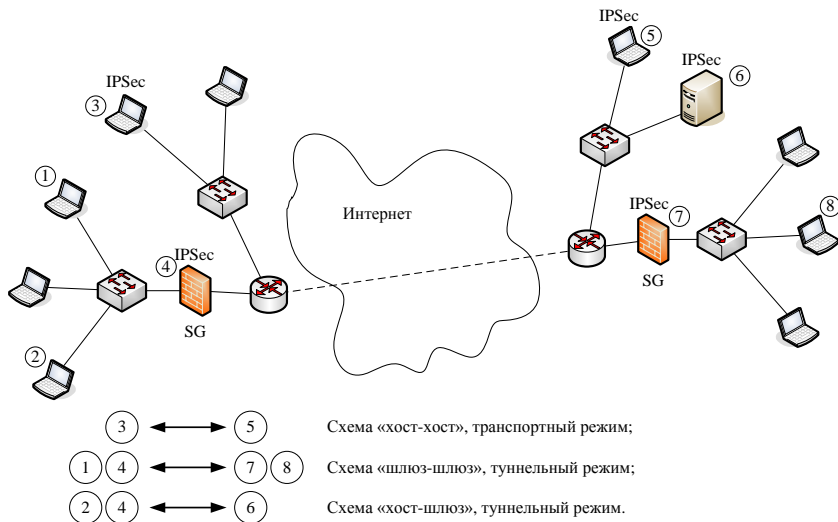 IPSec
5
IPSec
6
IPSec
3
1
Интернет
IPSec
7
8
IPSec
4
SG
SG
2
3 5 Схема «хост-хост», транспортный режим;
1 4 7 8 Схема «шлюз-шлюз», туннельный режим;
2 4 6 Схема «хост-шлюз», туннельный режим.